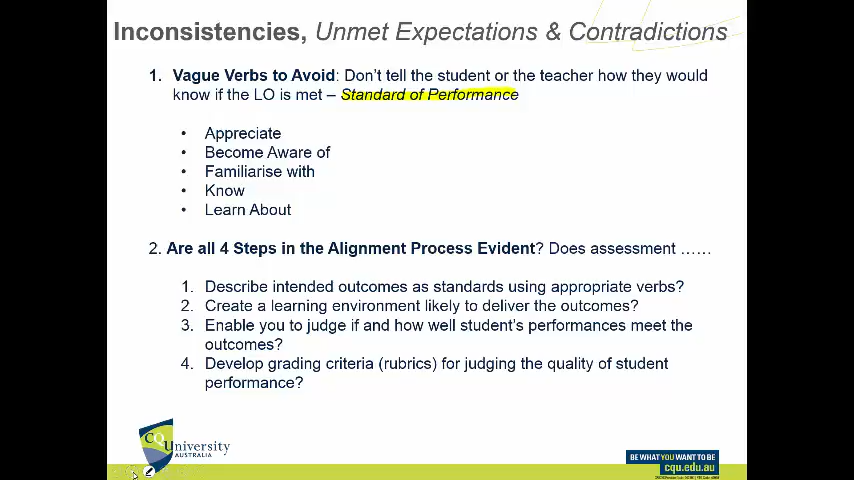 Inconsistencies, Unmet Expectations & Contradictions
1. Vague Verbs to Avoid: Don't tell the student or the teacher how they would
know if the LO is met – Standard of Performance
• Appreciate
• Become Aware of
• Familiarise with
• Know
• Learn About
2. Are all 4 Steps in the Alignment Process Evident? Does assessment ……
1. Describe intended outcomes as standards using appropriate verbs?
2. Create a learning environment likely to deliver the outcomes?
3. Enable you to judge if and how well student's performances meet the
outcomes?
4. Develop grading criteria (rubrics) for judging the quality of student
performance?
CQUniversity
AUSTRALIA
BE WHAT YOU WANT TO BE
cqu.edu.au